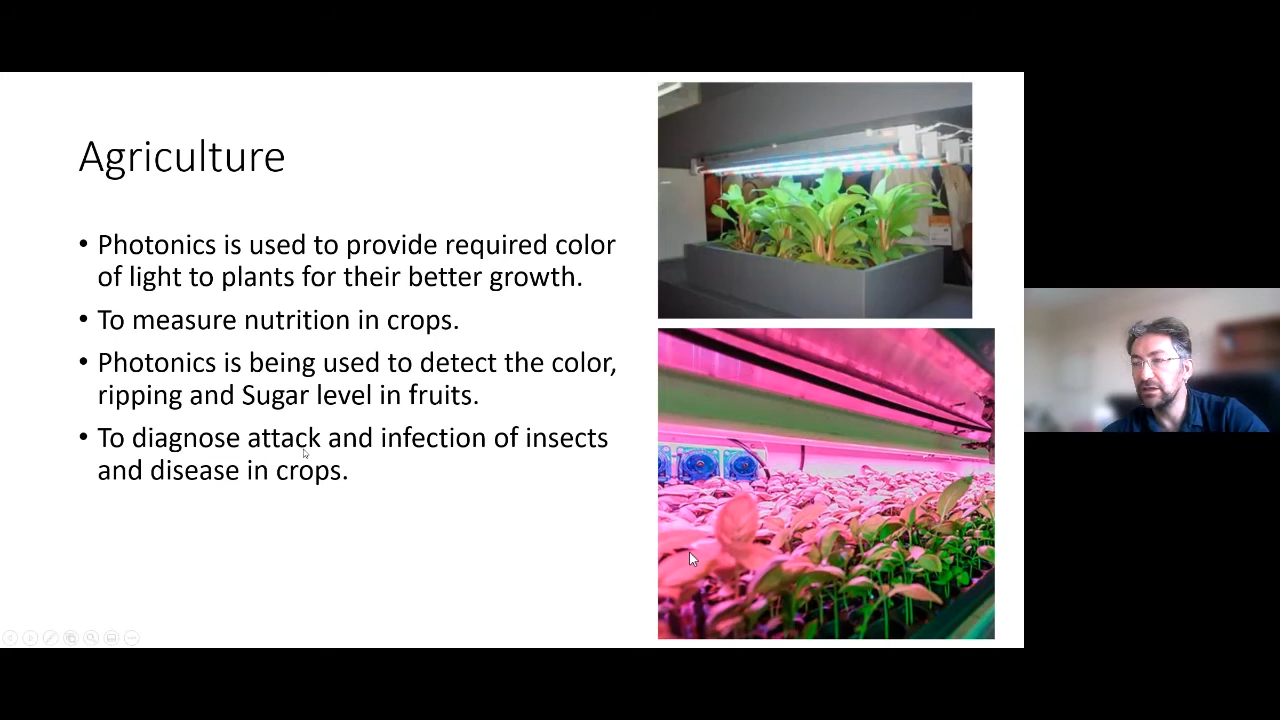 Agriculture
• Photonics is used to provide required color
of light to plants for their better growth.
• To measure nutrition in crops.
• Photonics is being used to detect the color,
ripping and Sugar level in fruits.
• To diagnose attack and infection of insects
and disease in crops.